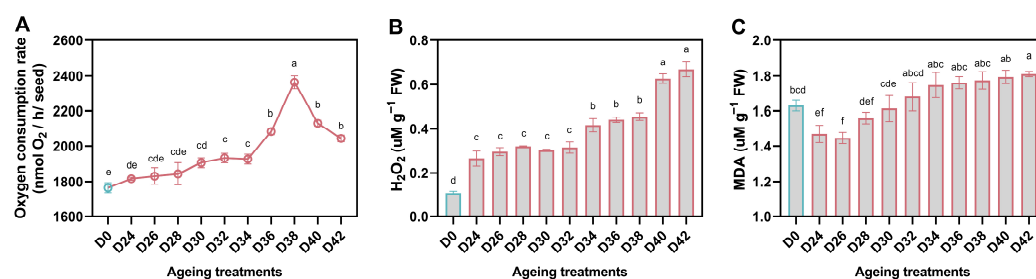 A
Oxygen consumption rate
(nmol O₂ / h/ seed)
2600
2400
2200
2000
1800
1600
e de cde cde cd c c b a b b
D0 D24 D26 D28 D30 D32 D34 D36 D38 D40 D42
Ageing treatments
B
H₂O₂ (uM g⁻¹ FW)
0.8
0.6
0.4
0.2
0.0
d c c c c c b b b a a
D0 D24 D26 D28 D30 D32 D34 D36 D38 D40 D42
Ageing treatments
C
MDA (uM g⁻¹ FW)
2.0
1.8
1.6
1.4
1.2
1.0
bcd ef f def cde abcd abc abc abc ab a
D0 D24 D26 D28 D30 D32 D34 D36 D38 D40 D42
Ageing treatments